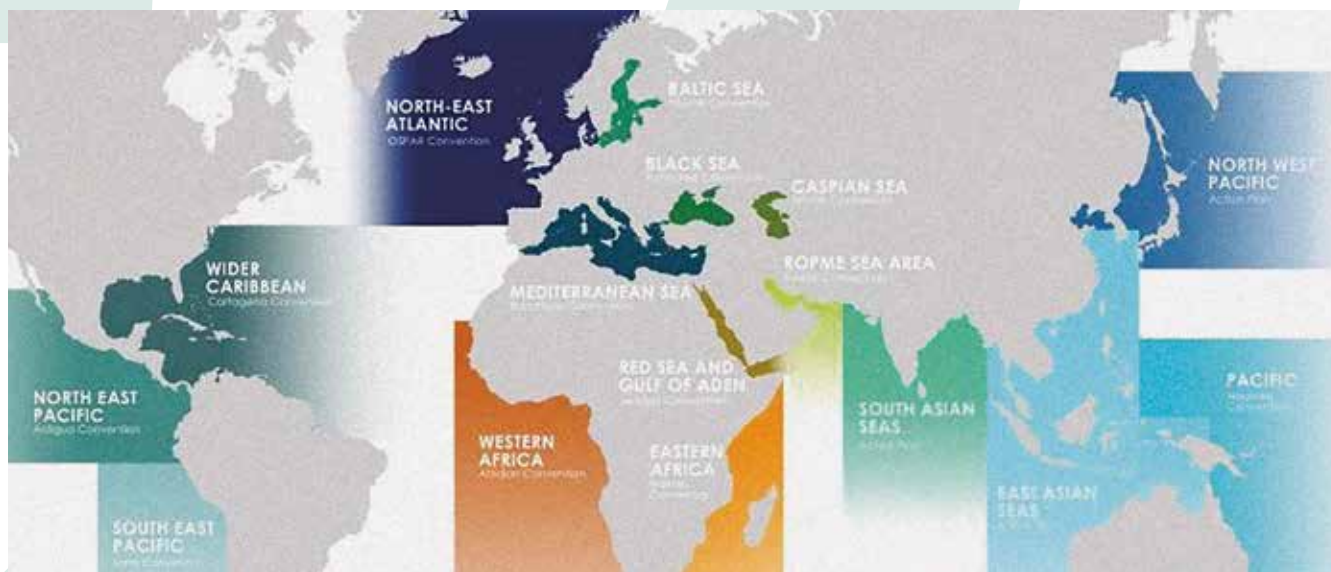 BALTIC SEA
Convention
NORTH-EAST
ATLANTIC
OSPAR Convention
BLACK SEA
CASPIAN SEA
NORTH WEST
PACIFIC
Action Plan
WIDER
CARIBBEAN
Cartagena Convention
ROPME SEA AREA
MEDITERRANEAN SEA
RED SEA AND
GULF OF ADEN
NORTH EAST
PACIFIC
Antigua Convention
SOUTH ASIAN
SEAS
PACIFIC
Convention
WESTERN
AFRICA
Abidjan Convention
EASTERN
AFRICA
EAST ASIAN
SEAS
SOUTH EAST
PACIFIC